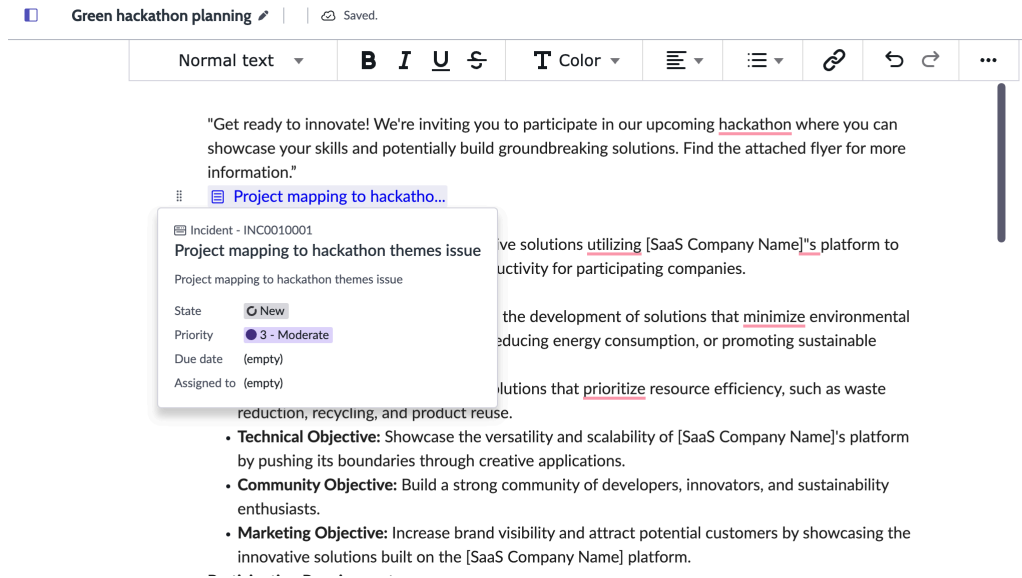 Green hackathon planning
Saved.
Normal text
B I U S T Color
"Get ready to innovate! We're inviting you to participate in our upcoming hackathon where you can
showcase your skills and potentially build groundbreaking solutions. Find the attached flyer for more
information.”
Project mapping to hackatho...
Incident - INC0010001
Project mapping to hackathon themes issue
Project mapping to hackathon themes issue
State New
Priority 3 - Moderate
Due date (empty)
Assigned to (empty)
solutions utilizing [SaaS Company Name]"s platform to
for participating companies.
the development of solutions that minimize environmental
energy consumption, or promoting sustainable
that prioritize resource efficiency, such as waste
reduction, recycling, and product reuse.
• Technical Objective: Showcase the versatility and scalability of [SaaS Company Name]'s platform
by pushing its boundaries through creative applications.
• Community Objective: Build a strong community of developers, innovators, and sustainability
enthusiasts.
• Marketing Objective: Increase brand visibility and attract potential customers by showcasing the
innovative solutions built on the [SaaS Company Name] platform.